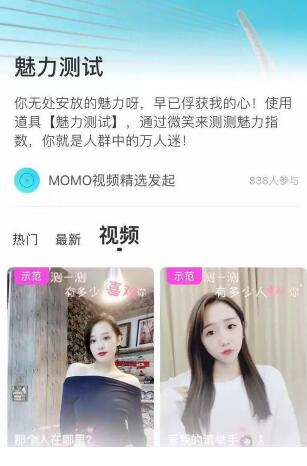 魅力测试
你无处安放的魅力呀，早已俘获我的心！使用
道具【魅力测试】，通过微笑来测测魅力指
数，你就是人群中的万人迷！
MOMO视频精选发起
838人参与
热门
最新
视频
示范
测一测
有多少
喜欢你
示范
测一测
有多少人
你
那个人在哪里?
爱我的请举手